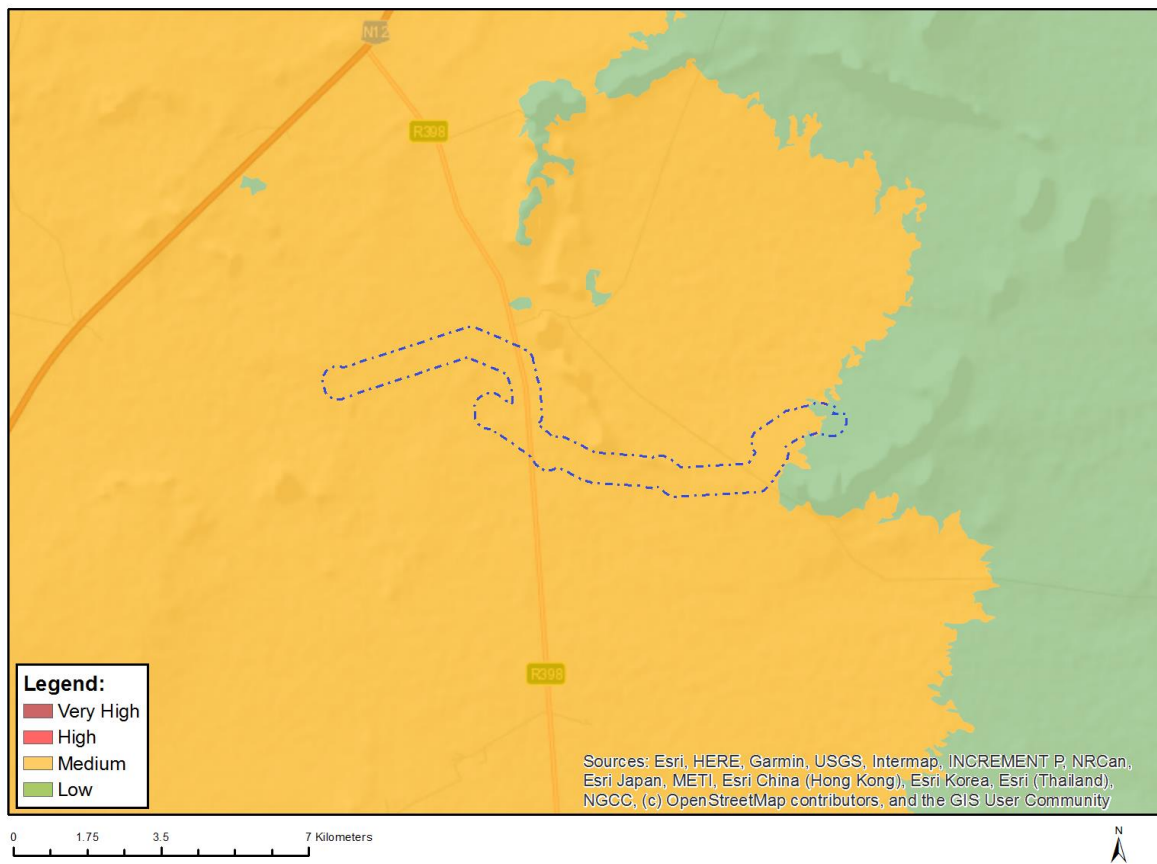 N12
R398
R398
Legend:
Very High
High
Medium
Low
Sources: Esri, HERE, Garmin, USGS, Intermap, INCREMENT P, NRCan,
Esri Japan, METI, Esri China (Hong Kong), Esri Korea, Esri (Thailand),
NGCC, (c) OpenStreetMap contributors, and the GIS User Community
0 1.75 3.5 7 Kilometers
N